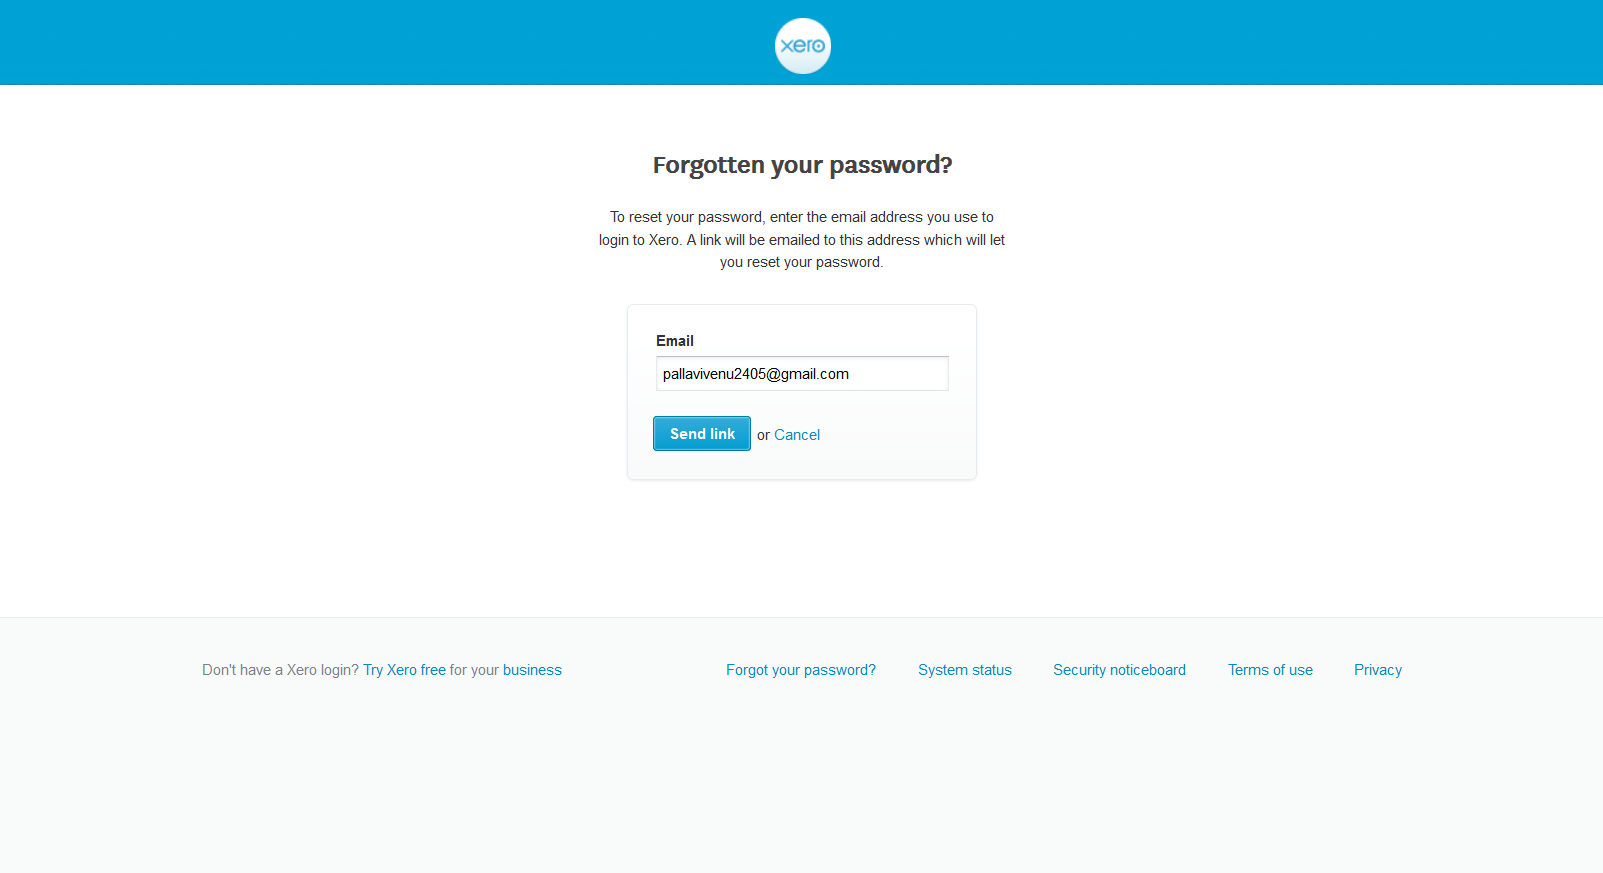 xero
Forgotten your password?
To reset your password, enter the email address you use to
login to Xero. A link will be emailed to this address which will let
you reset your password.
Email
pallavivenu2405@gmail.com
Send link or Cancel
Don't have a Xero login? Try Xero free for your business
Forgot your password? System status Security noticeboard Terms of use Privacy